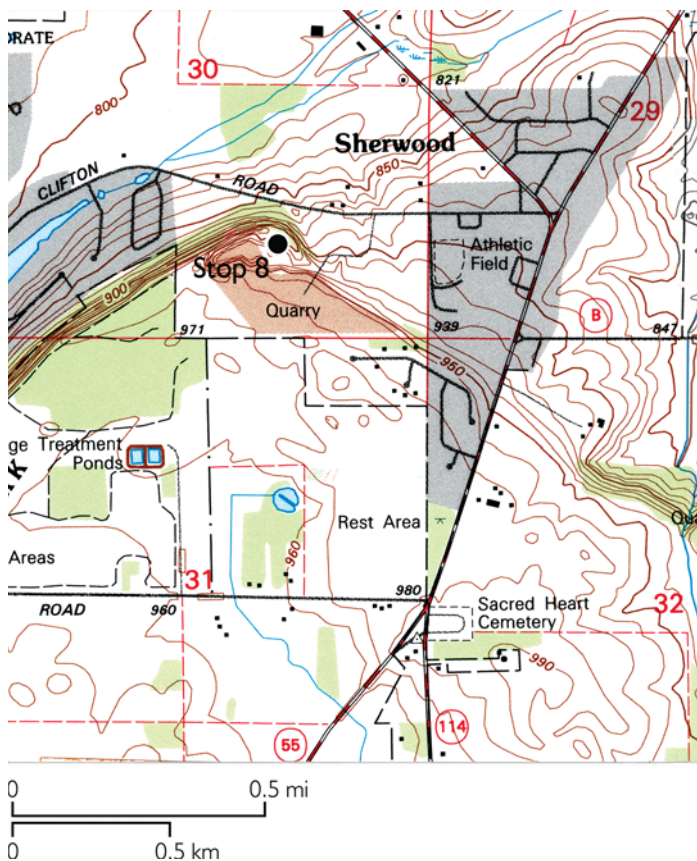 ORATE
30
821
29
800
Sherwood
850
CLIFTON
ROAD
Athletic
Field
Stop 8
900
Quarry
B
971
939
847
950
ge Treatment
Ponds
Rest Area
Qua
960
Areas
31
980
Sacred Heart
Cemetery
32
ROAD
960
990
55
114
0
0.5 mi
0
0.5 km